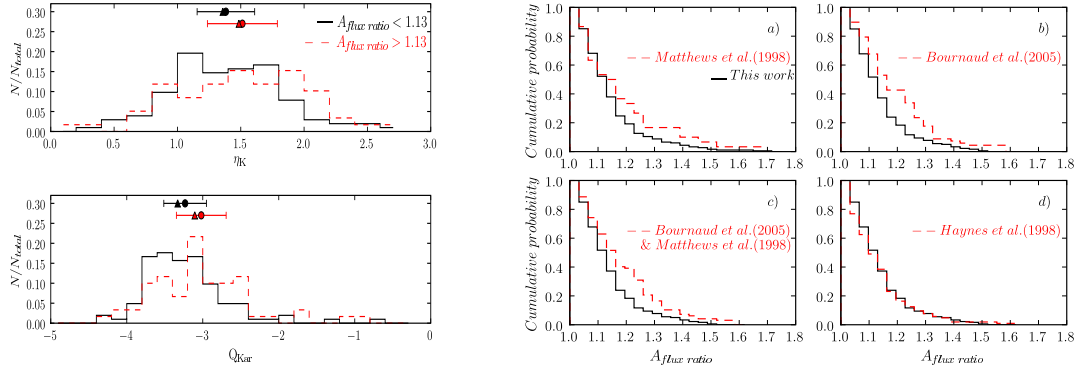 0.30
0.25
0.20
0.15
0.10
0.05
0.00
N/N_total
A_flux ratio < 1.13
A_flux ratio > 1.13
0.0 0.5 1.0 1.5 2.0 2.5 3.0
η_K
0.30
0.25
0.20
0.15
0.10
0.05
0.00
N/N_total
−5 −4 −3 −2 −1 0
Q_Kar
Cumulative probability
1.0
0.8
0.6
0.4
0.2
0.0
a)
Matthews et al.(1998)
This work
1.0 1.1 1.2 1.3 1.4 1.5 1.6 1.7 1.8
1.0
0.8
0.6
0.4
0.2
0.0
b)
Bournaud et al.(2005)
1.0 1.1 1.2 1.3 1.4 1.5 1.6 1.7 1.8
Cumulative probability
1.0
0.8
0.6
0.4
0.2
0.0
c)
Bournaud et al.(2005)
& Matthews et al.(1998)
1.0 1.1 1.2 1.3 1.4 1.5 1.6 1.7 1.8
A_flux ratio
1.0
0.8
0.6
0.4
0.2
0.0
d)
Haynes et al.(1998)
1.0 1.1 1.2 1.3 1.4 1.5 1.6 1.7 1.8
A_flux ratio